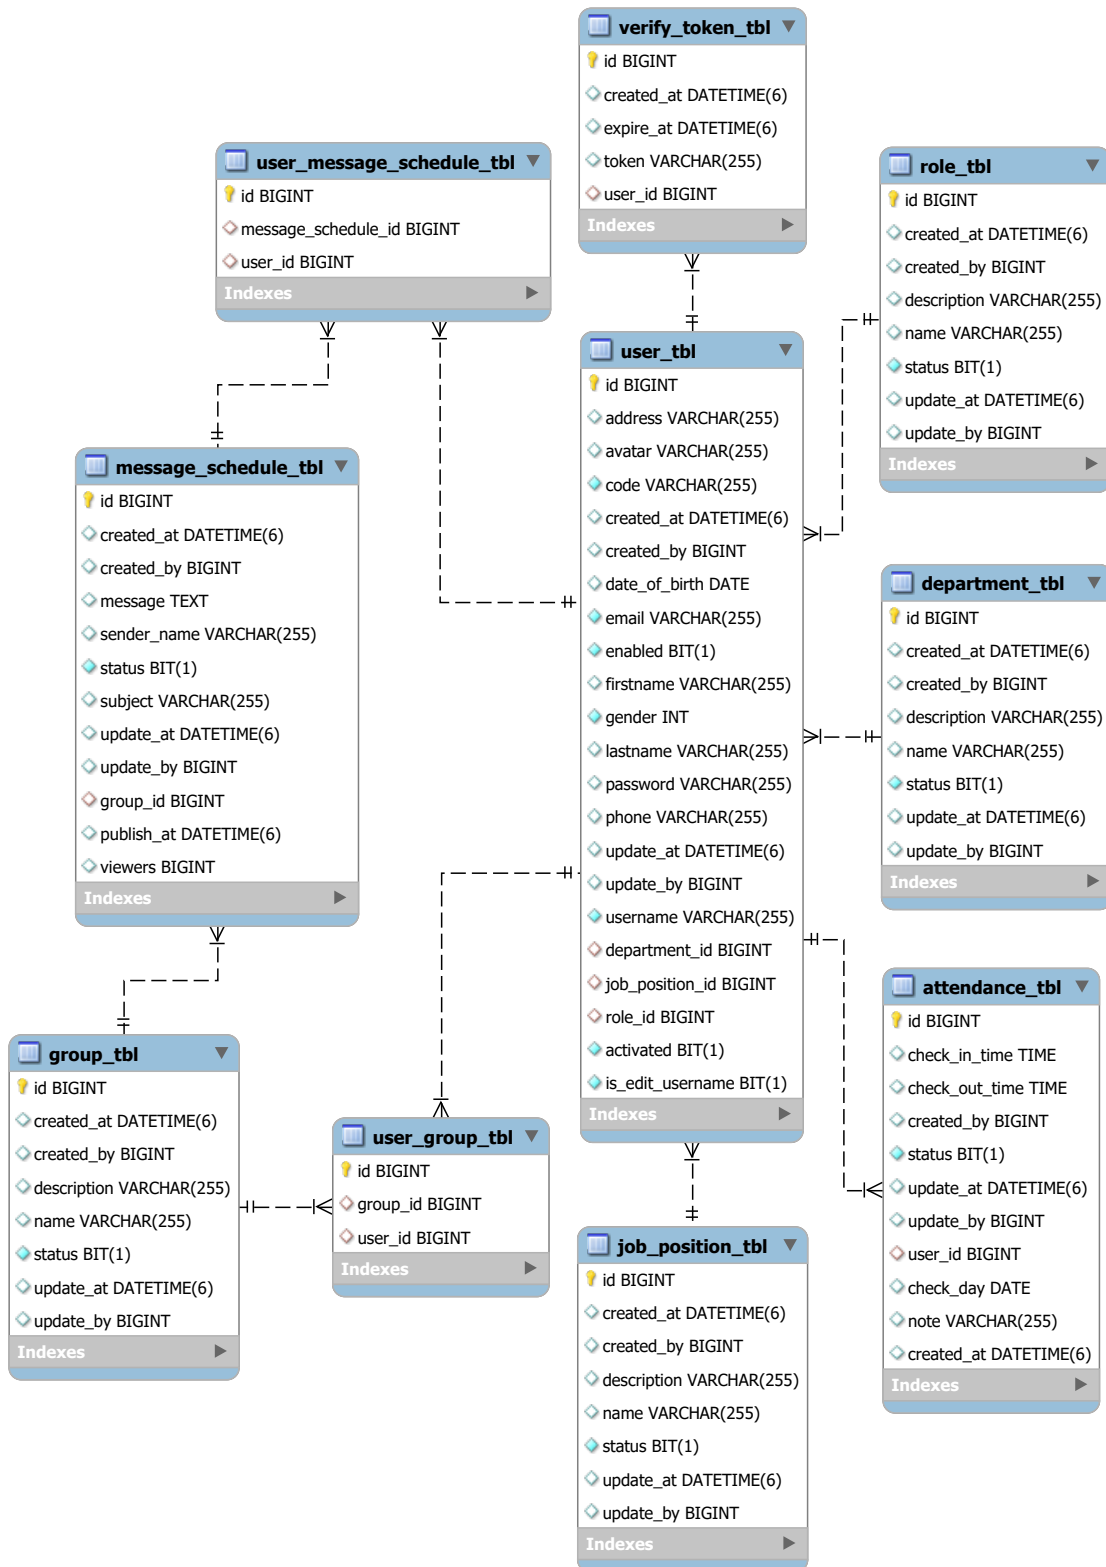 verify_token_tbl
id BIGINT
created_at DATETIME(6)
expire_at DATETIME(6)
token VARCHAR(255)
user_id BIGINT
Indexes
user_message_schedule_tbl
id BIGINT
message_schedule_id BIGINT
user_id BIGINT
Indexes
role_tbl
id BIGINT
created_at DATETIME(6)
created_by BIGINT
description VARCHAR(255)
name VARCHAR(255)
status BIT(1)
update_at DATETIME(6)
update_by BIGINT
Indexes
user_tbl
id BIGINT
address VARCHAR(255)
avatar VARCHAR(255)
code VARCHAR(255)
created_at DATETIME(6)
created_by BIGINT
date_of_birth DATE
email VARCHAR(255)
enabled BIT(1)
firstname VARCHAR(255)
gender INT
lastname VARCHAR(255)
password VARCHAR(255)
phone VARCHAR(255)
update_at DATETIME(6)
update_by BIGINT
username VARCHAR(255)
department_id BIGINT
job_position_id BIGINT
role_id BIGINT
activated BIT(1)
is_edit_username BIT(1)
Indexes
message_schedule_tbl
id BIGINT
created_at DATETIME(6)
created_by BIGINT
message TEXT
sender_name VARCHAR(255)
status BIT(1)
subject VARCHAR(255)
update_at DATETIME(6)
update_by BIGINT
group_id BIGINT
publish_at DATETIME(6)
viewers BIGINT
Indexes
department_tbl
id BIGINT
created_at DATETIME(6)
created_by BIGINT
description VARCHAR(255)
name VARCHAR(255)
status BIT(1)
update_at DATETIME(6)
update_by BIGINT
Indexes
attendance_tbl
id BIGINT
check_in_time TIME
check_out_time TIME
created_by BIGINT
status BIT(1)
update_at DATETIME(6)
update_by BIGINT
user_id BIGINT
check_day DATE
note VARCHAR(255)
created_at DATETIME(6)
Indexes
group_tbl
id BIGINT
created_at DATETIME(6)
created_by BIGINT
description VARCHAR(255)
name VARCHAR(255)
status BIT(1)
update_at DATETIME(6)
update_by BIGINT
Indexes
user_group_tbl
id BIGINT
group_id BIGINT
user_id BIGINT
Indexes
job_position_tbl
id BIGINT
created_at DATETIME(6)
created_by BIGINT
description VARCHAR(255)
name VARCHAR(255)
status BIT(1)
update_at DATETIME(6)
update_by BIGINT
Indexes